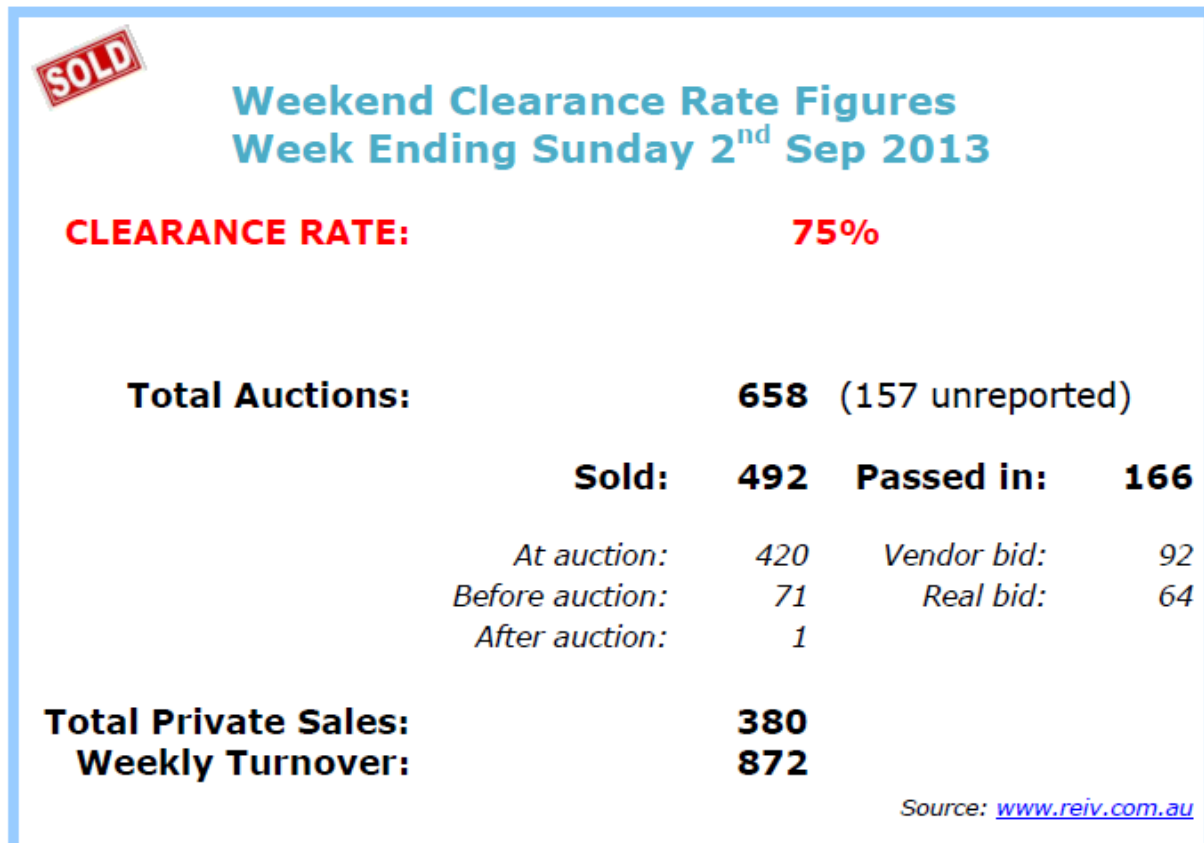 SOLD
Weekend Clearance Rate Figures
Week Ending Sunday 2nd Sep 2013
CLEARANCE RATE: 75%
Total Auctions: 658 (157 unreported)
Sold: 492 Passed in: 166
At auction: 420 Vendor bid: 92
Before auction: 71 Real bid: 64
After auction: 1
Total Private Sales: 380
Weekly Turnover: 872
Source: www.reiv.com.au